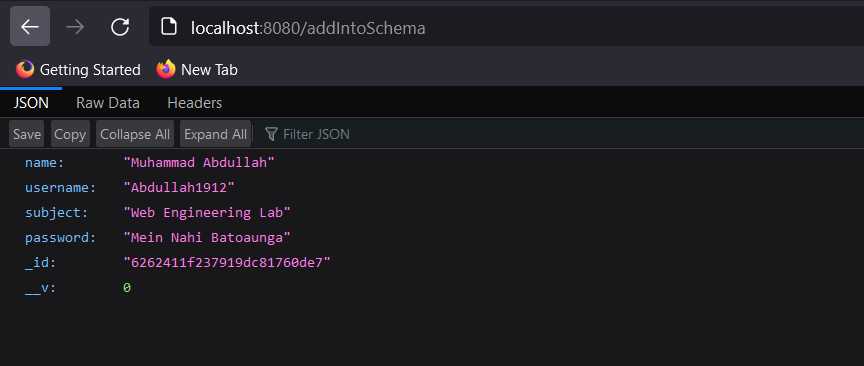 localhost:8080/addIntoSchema
Getting Started New Tab
JSON Raw Data Headers
Save Copy Collapse All Expand All Filter JSON
name: "Muhammad Abdullah"
username: "Abdullah1912"
subject: "Web Engineering Lab"
password: "Mein Nahi Batoaunga"
_id: "6262411f237919dc81760de7"
__v: 0